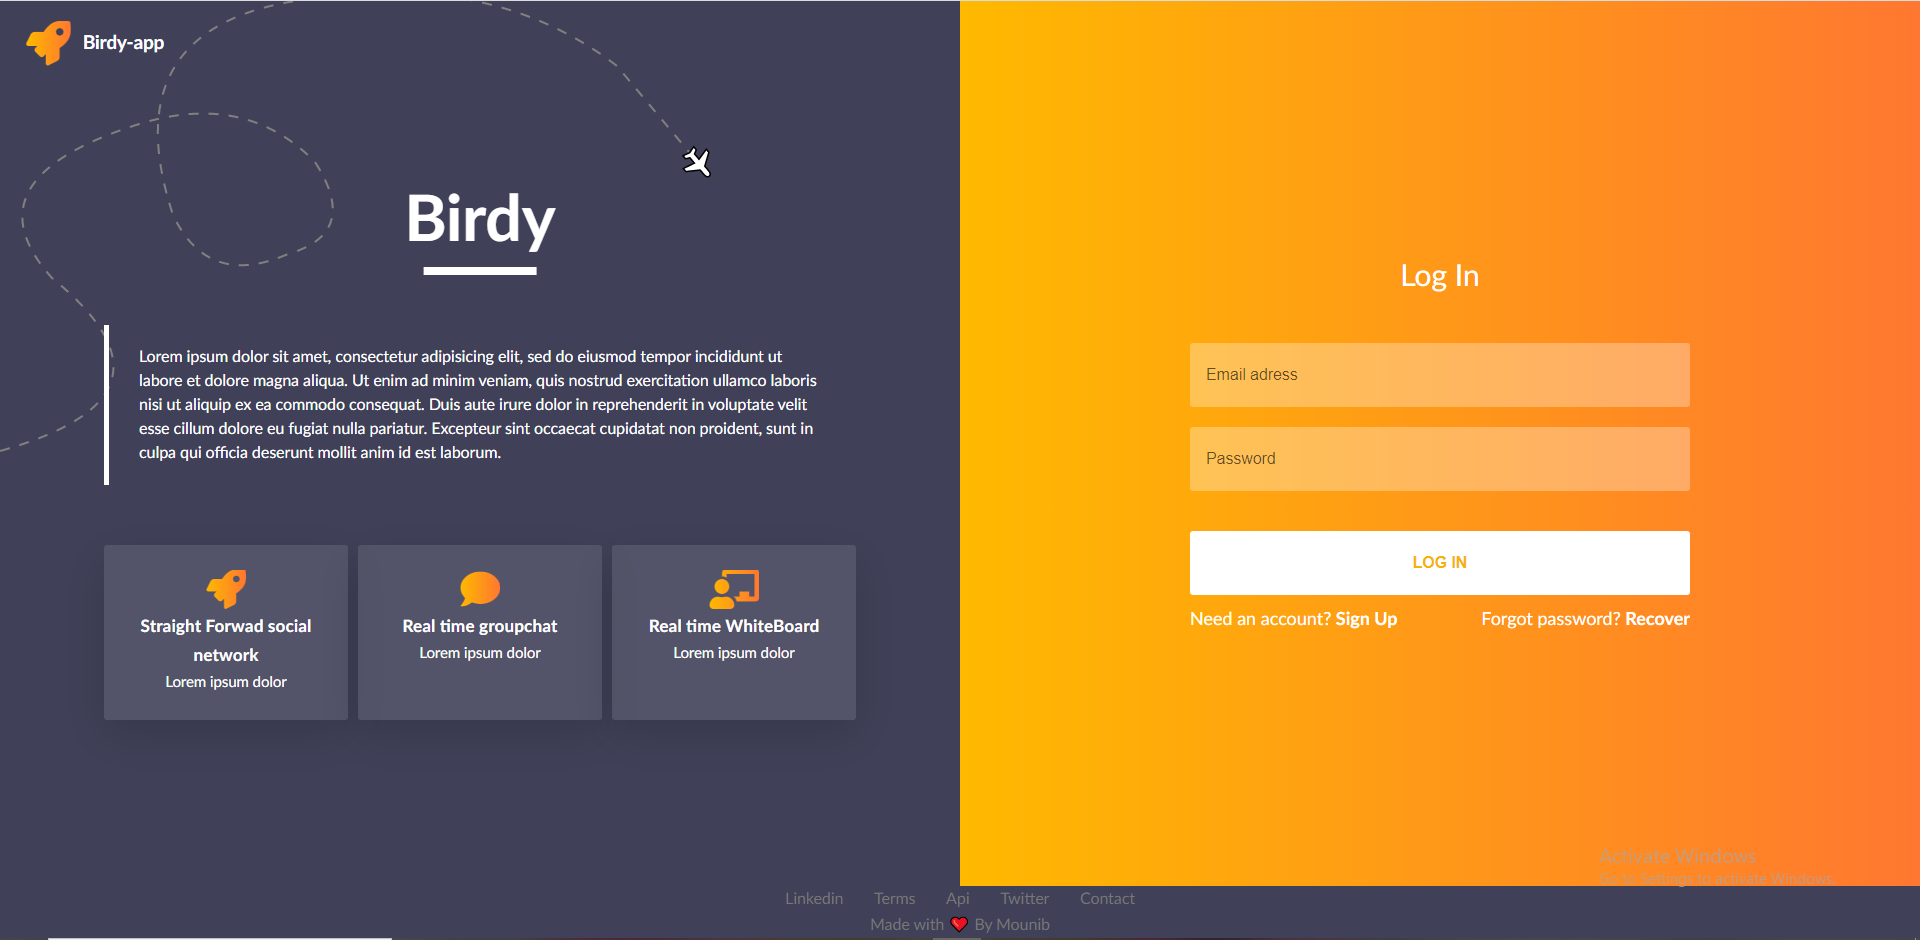 Birdy-app
Birdy
Lorem ipsum dolor sit amet, consectetur adipisicing elit, sed do eiusmod tempor incididunt ut
labore et dolore magna aliqua. Ut enim ad minim veniam, quis nostrud exercitation ullamco laboris
nisi ut aliquip ex ea commodo consequat. Duis aute irure dolor in reprehenderit in voluptate velit
esse cillum dolore eu fugiat nulla pariatur. Excepteur sint occaecat cupidatat non proident, sunt in
culpa qui officia deserunt mollit anim id est laborum.
Straight Forwad social
network
Lorem ipsum dolor
Real time groupchat
Lorem ipsum dolor
Real time WhiteBoard
Lorem ipsum dolor
Log In
Email adress
Password
LOG IN
Need an account? Sign Up
Forgot password? Recover
Activate Windows
Go to Settings to activate Windows.
Linkedin Terms Api Twitter Contact
Made with ❤ By Mounib